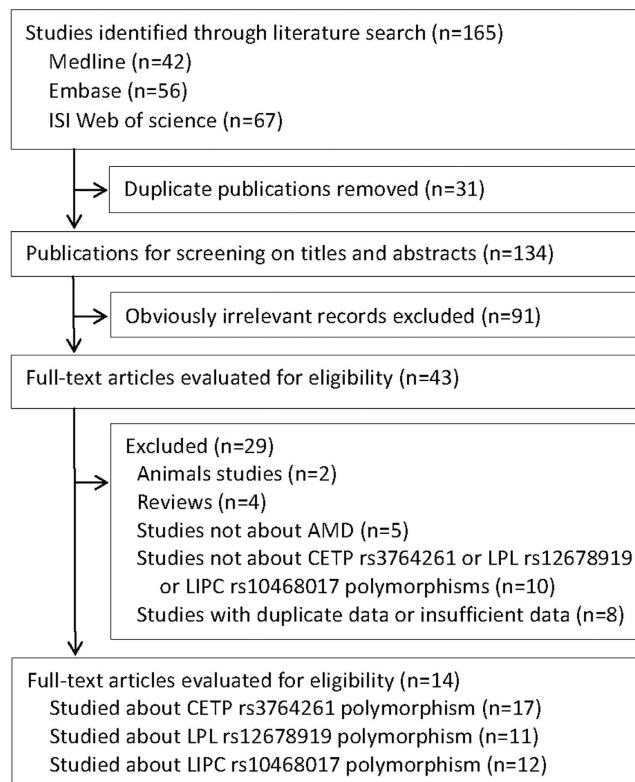 Studies identified through literature search (n=165)
Medline (n=42)
Embase (n=56)
ISI Web of science (n=67)
Duplicate publications removed (n=31)
Publications for screening on titles and abstracts (n=134)
Obviously irrelevant records excluded (n=91)
Full-text articles evaluated for eligibility (n=43)
Excluded (n=29)
Animals studies (n=2)
Reviews (n=4)
Studies not about AMD (n=5)
Studies not about CETP rs3764261 or LPL rs12678919
or LIPC rs10468017 polymorphisms (n=10)
Studies with duplicate data or insufficient data (n=8)
Full-text articles evaluated for eligibility (n=14)
Studied about CETP rs3764261 polymorphism (n=17)
Studied about LPL rs12678919 polymorphism (n=11)
Studied about LIPC rs10468017 polymorphism (n=12)